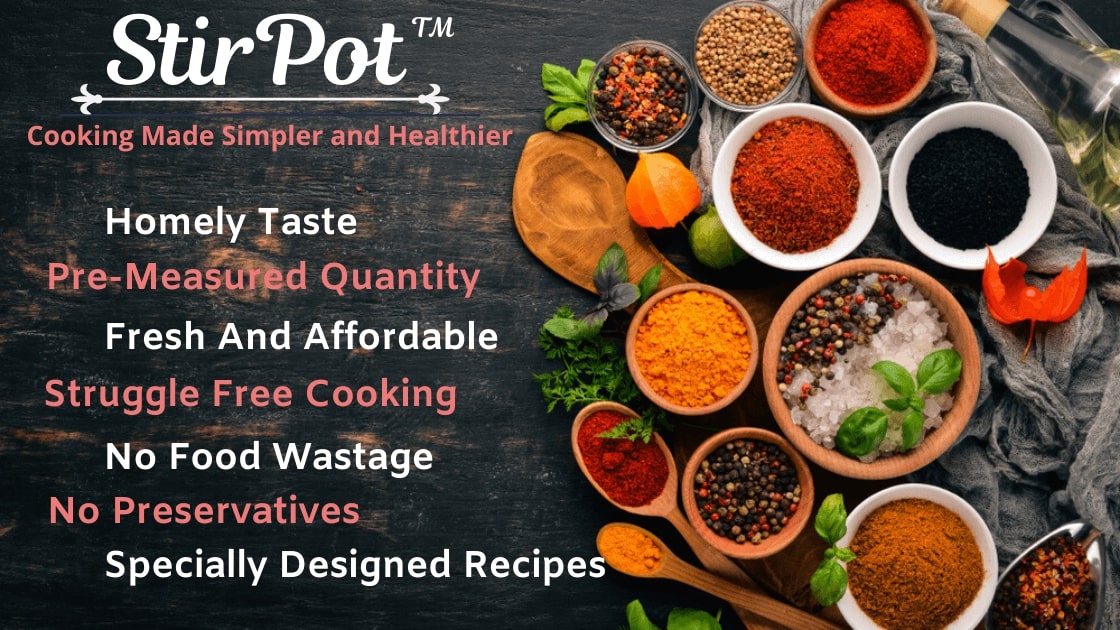 StirPot™
Cooking Made Simpler and Healthier
Homely Taste
Pre-Measured Quantity
Fresh And Affordable
Struggle Free Cooking
No Food Wastage
No Preservatives
Specially Designed Recipes